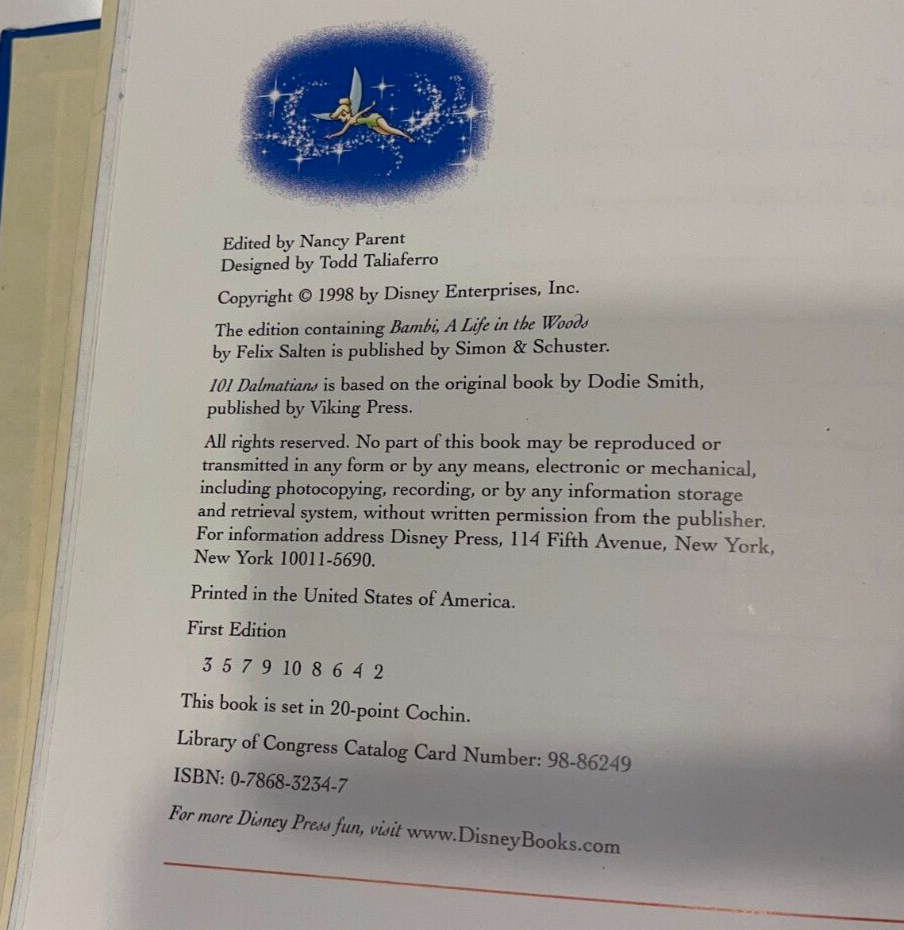 Edited by Nancy Parent
Designed by Todd Taliaferro
Copyright © 1998 by Disney Enterprises, Inc.
The edition containing Bambi, A Life in the Woods
by Felix Salten is published by Simon & Schuster.
101 Dalmatians is based on the original book by Dodie Smith,
published by Viking Press.
All rights reserved. No part of this book may be reproduced or
transmitted in any form or by any means, electronic or mechanical,
including photocopying, recording, or by any information storage
and retrieval system, without written permission from the publisher.
For information address Disney Press, 114 Fifth Avenue, New York,
New York 10011-5690.
Printed in the United States of America.
First Edition
3 5 7 9 10 8 6 4 2
This book is set in 20-point Cochin.
Library of Congress Catalog Card Number: 98-86249
ISBN: 0-7868-3234-7
For more Disney Press fun, visit www.DisneyBooks.com